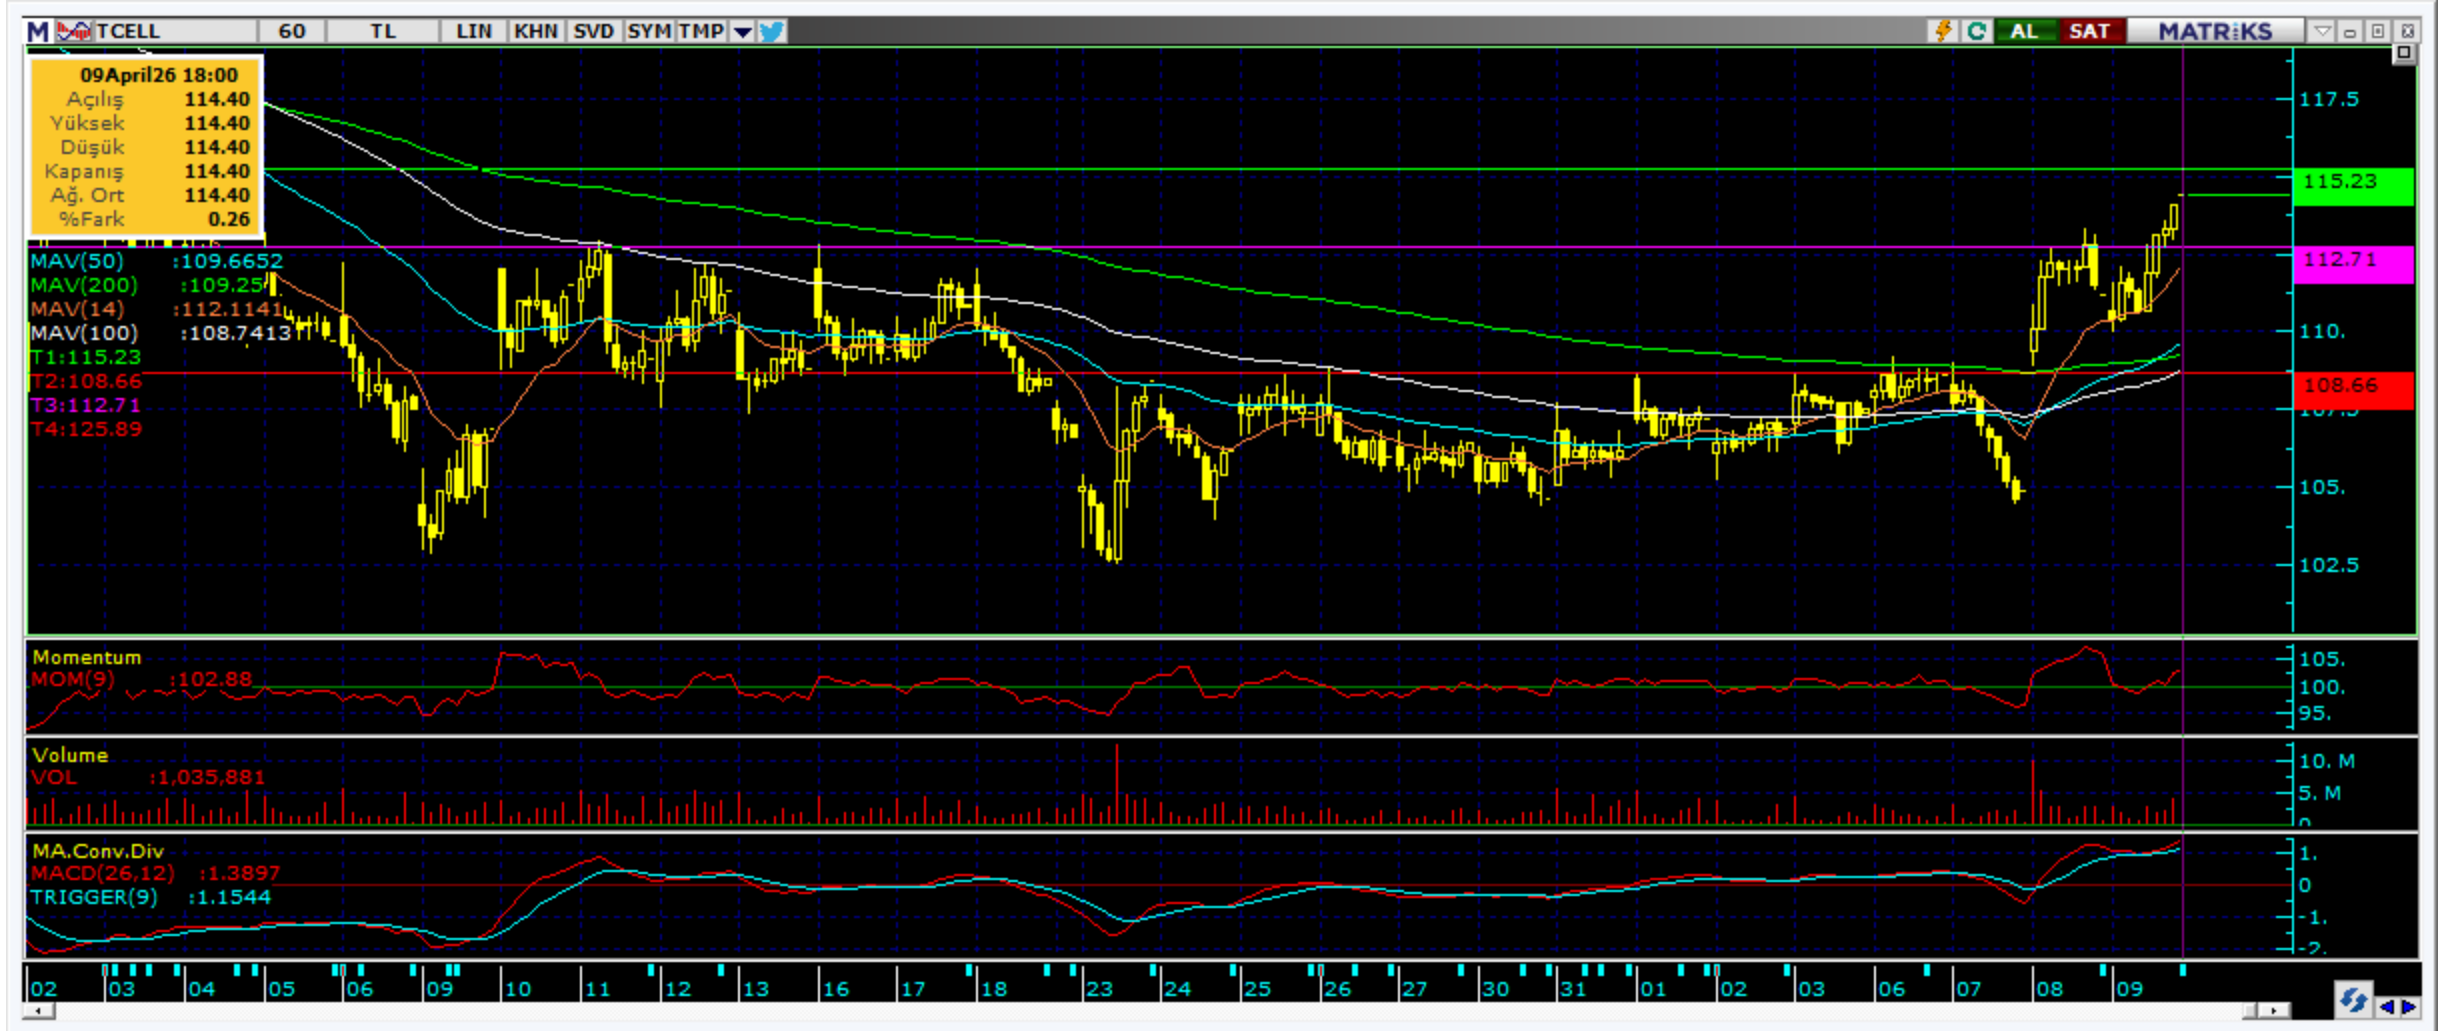 M TCELL 60 TL LIN KHN SVD SYM TMP AL SAT MATRiKS
09April26 18:00
Açılış 114.40
Yüksek 114.40
Düşük 114.40
Kapanış 114.40
Ağ. Ort 114.40
%Fark 0.26
MAV(50) :109.6652
MAV(200) :109.25
MAV(14) :112.1141
MAV(100) :108.7413
T1:115.23
T2:108.66
T3:112.71
T4:125.89
117.5
115.23
112.71
110.
108.66
107.5
105.
102.5
Momentum
MOM(9) :102.88
105.
100.
95.
Volume
VOL :1,035,881
10. M
5. M
0
MA.Conv.Div
MACD(26,12) :1.3897
TRIGGER(9) :1.1544
1.
0
-1.
-2.
02 03 04 05 06 09 10 11 12 13 16 17 18 23 24 25 26 27 30 31 01 02 03 06 07 08 09